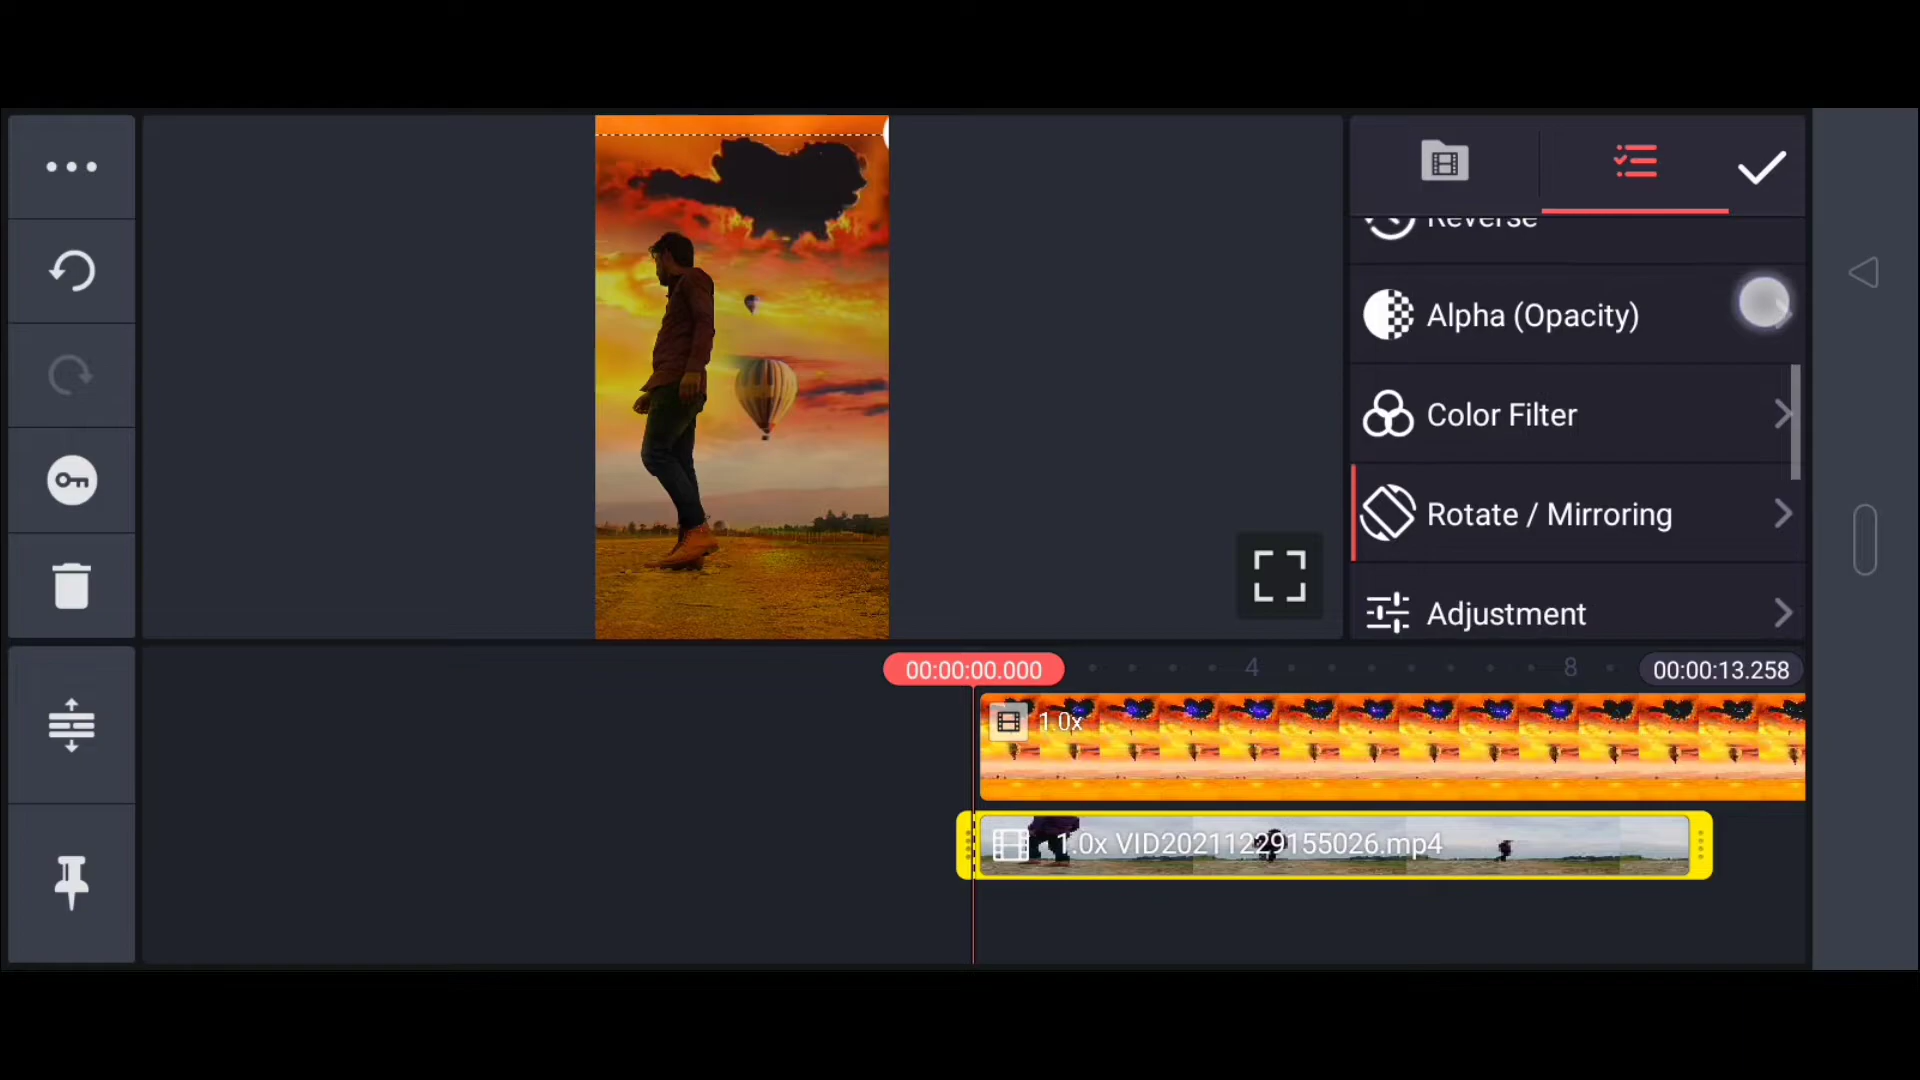 Reverse
Alpha (Opacity)
Color Filter
Rotate / Mirroring
Adjustment
00:00:00.000
4
8
00:00:13.258
1.0x
1.0x VID20211229155026.mp4